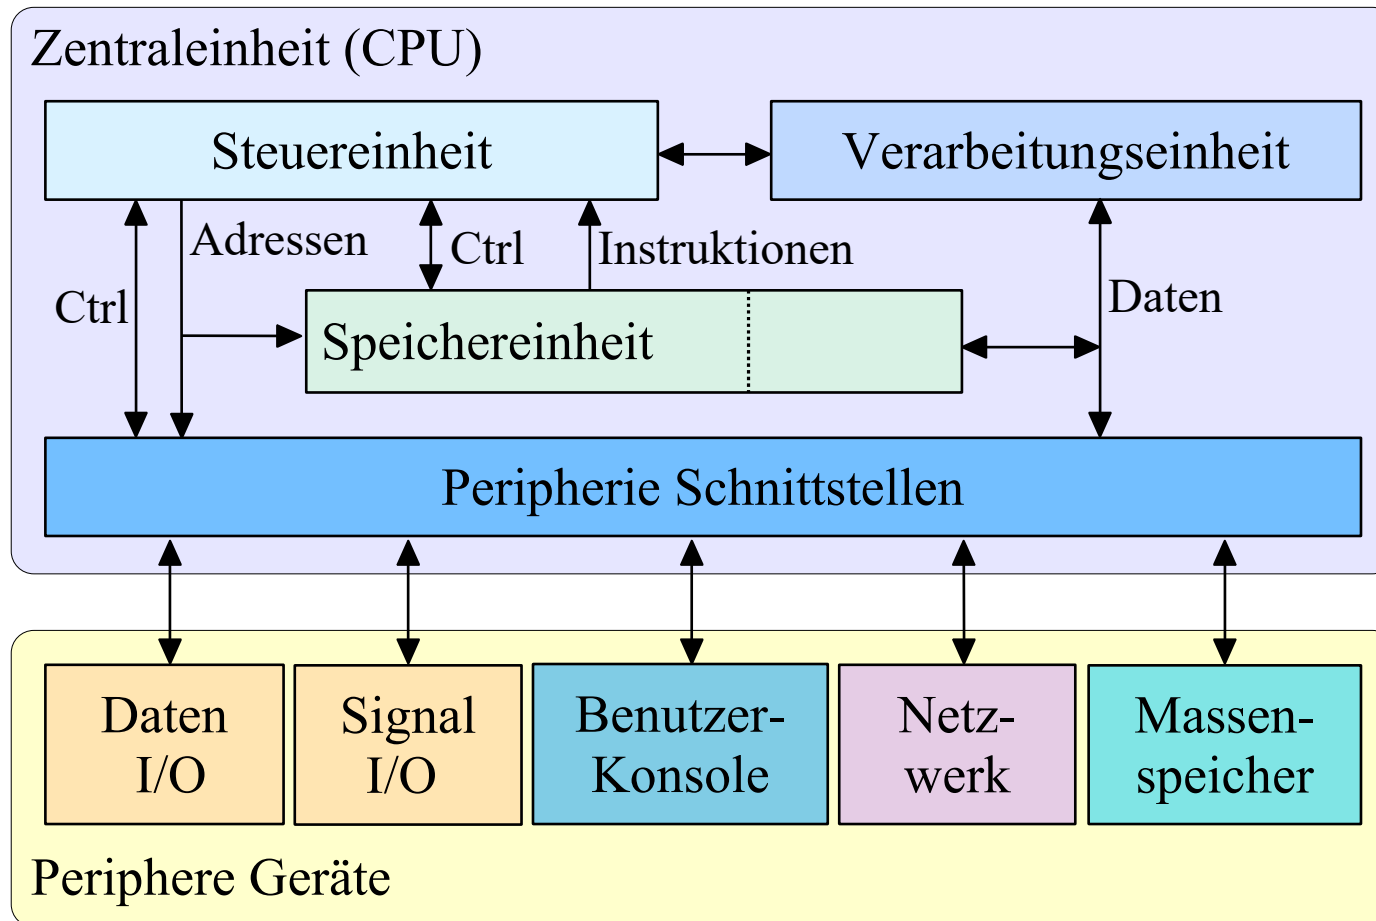 Zentraleinheit (CPU)
Steuereinheit
Verarbeitungseinheit
Adressen
Ctrl
Instruktionen
Ctrl
Daten
Speichereinheit
Peripherie Schnittstellen
Daten
I/O
Signal
I/O
Benutzer-
Konsole
Netz-
werk
Massen-
speicher
Periphere Geräte